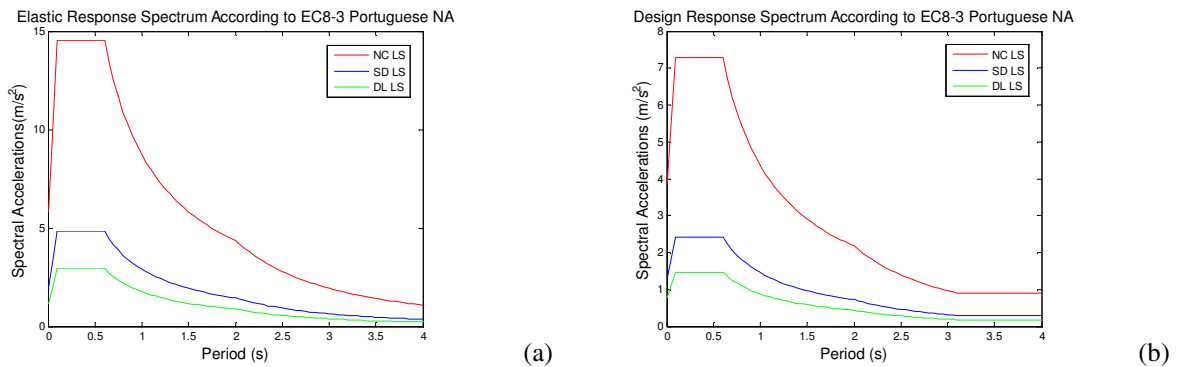 Elastic Response Spectrum According to EC8-3 Portuguese NA
15
10
5
0
Spectral Accelerations(m/s²)
NC LS
SD LS
DL LS
0 0.5 1 1.5 2 2.5 3 3.5 4
Period (s)
(a)
Design Response Spectrum According to EC8-3 Portuguese NA
8
7
6
5
4
3
2
1
0
Spectral Accelerations (m/s²)
NC LS
SD LS
DL LS
0 0.5 1 1.5 2 2.5 3 3.5 4
Period (s)
(b)